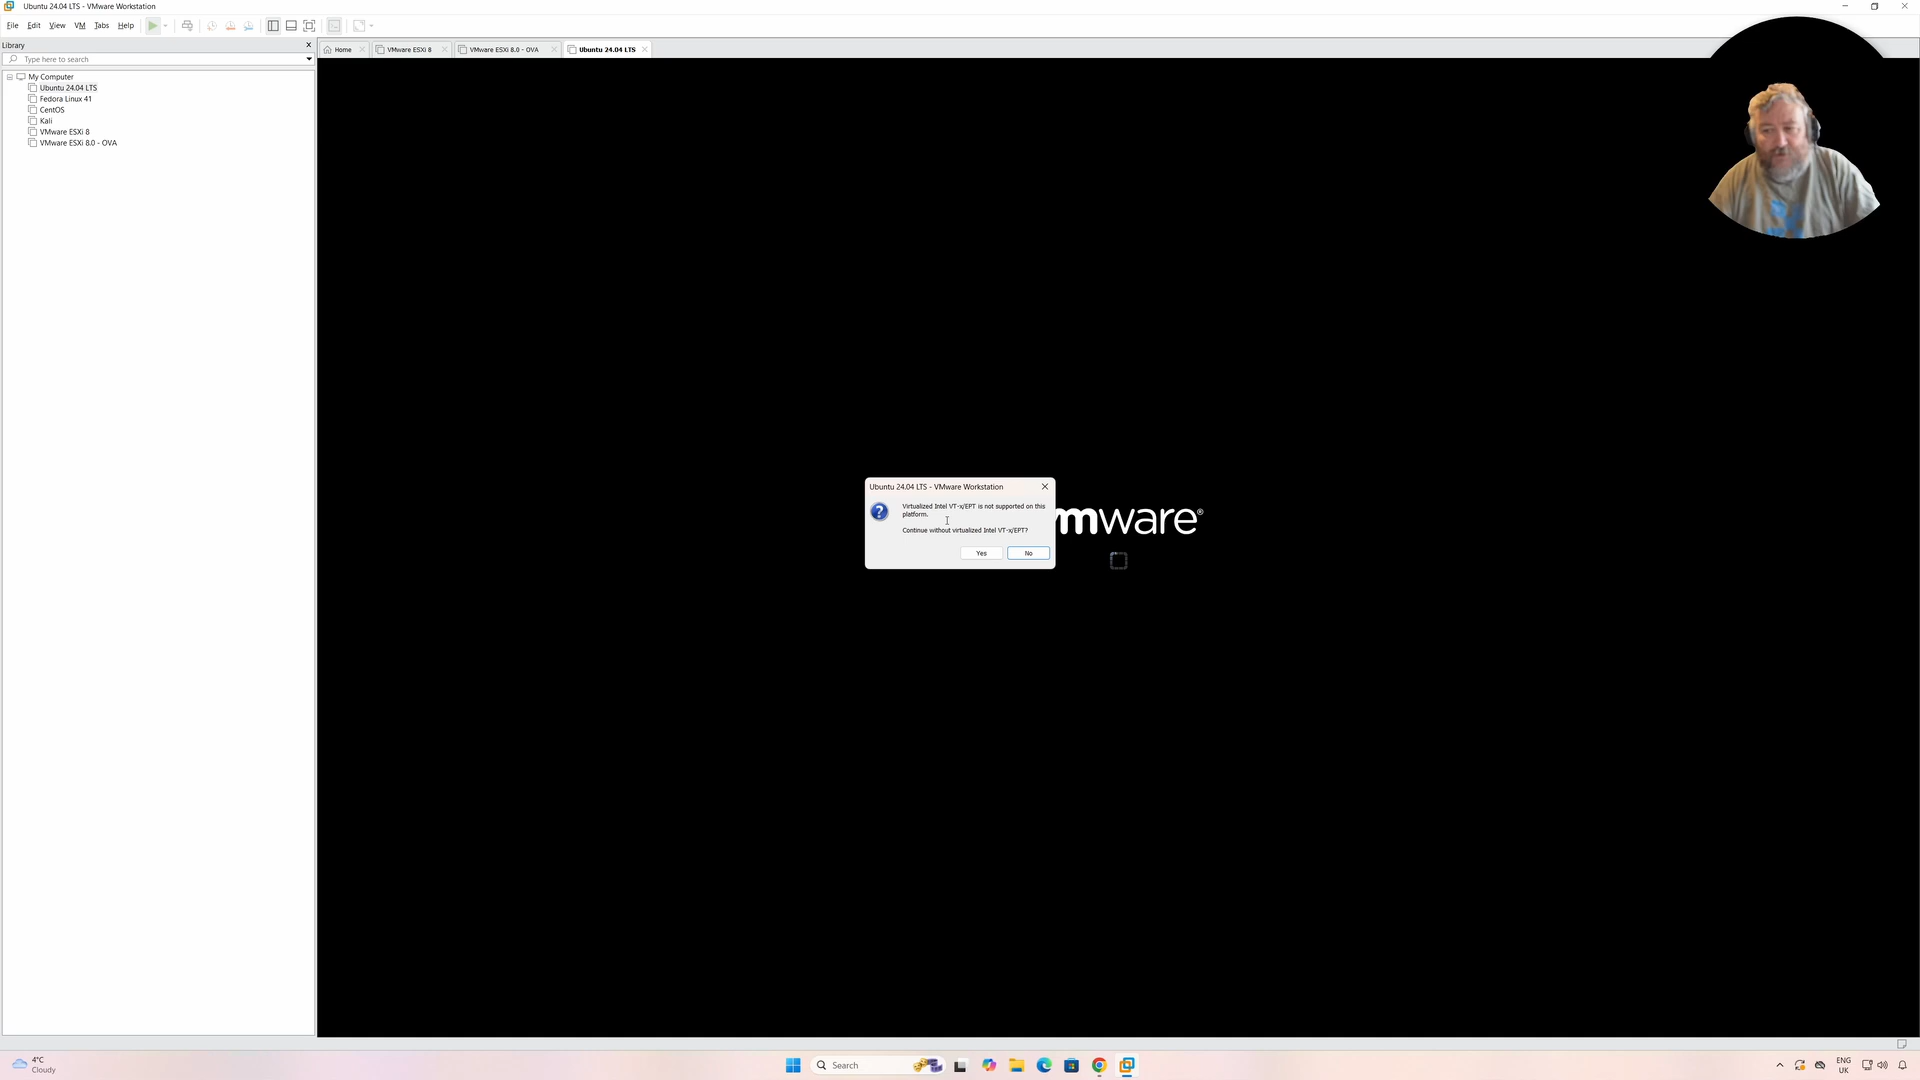 Ubuntu 24.04 LTS - VMware Workstation
File Edit View VM Tabs Help
Library
Type here to search
My Computer
Ubuntu 24.04 LTS
Fedora Linux 41
CentOS
Kali
VMware ESXi 8
VMware ESXi 8.0 - OVA
Home
VMware ESXi 8
VMware ESXi 8.0 - OVA
Ubuntu 24.04 LTS
Ubuntu 24.04 LTS - VMware Workstation
Virtualized Intel VT-x/EPT is not supported on this
platform.
Continue without virtualized Intel VT-x/EPT?
Yes
No
vmware®
4°C
Cloudy
Search
ENG
UK